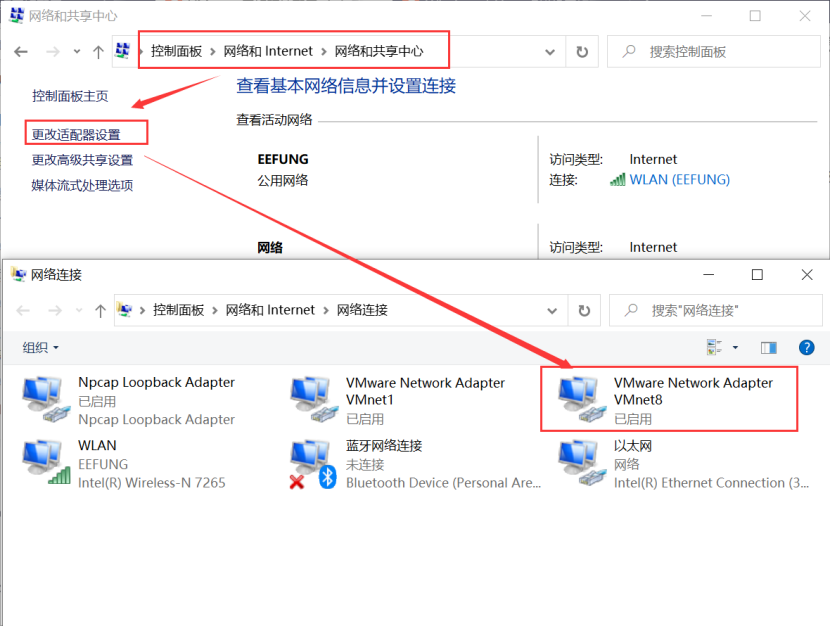 网络和共享中心
控制面板 > 网络和 Internet > 网络和共享中心
搜索控制面板
控制面板主页
更改适配器设置
更改高级共享设置
媒体流式处理选项
查看基本网络信息并设置连接
查看活动网络
EEFUNG
公用网络
访问类型: Internet
连接: WLAN (EEFUNG)
网络
访问类型: Internet
网络连接
控制面板 > 网络和 Internet > 网络连接
搜索"网络连接"
组织
Npcap Loopback Adapter
已启用
Npcap Loopback Adapter
VMware Network Adapter
VMnet1
已启用
VMware Network Adapter
VMnet8
已启用
WLAN
EEFUNG
Intel(R) Wireless-N 7265
蓝牙网络连接
未连接
Bluetooth Device (Personal Are...
以太网
网络
Intel(R) Ethernet Connection (3...